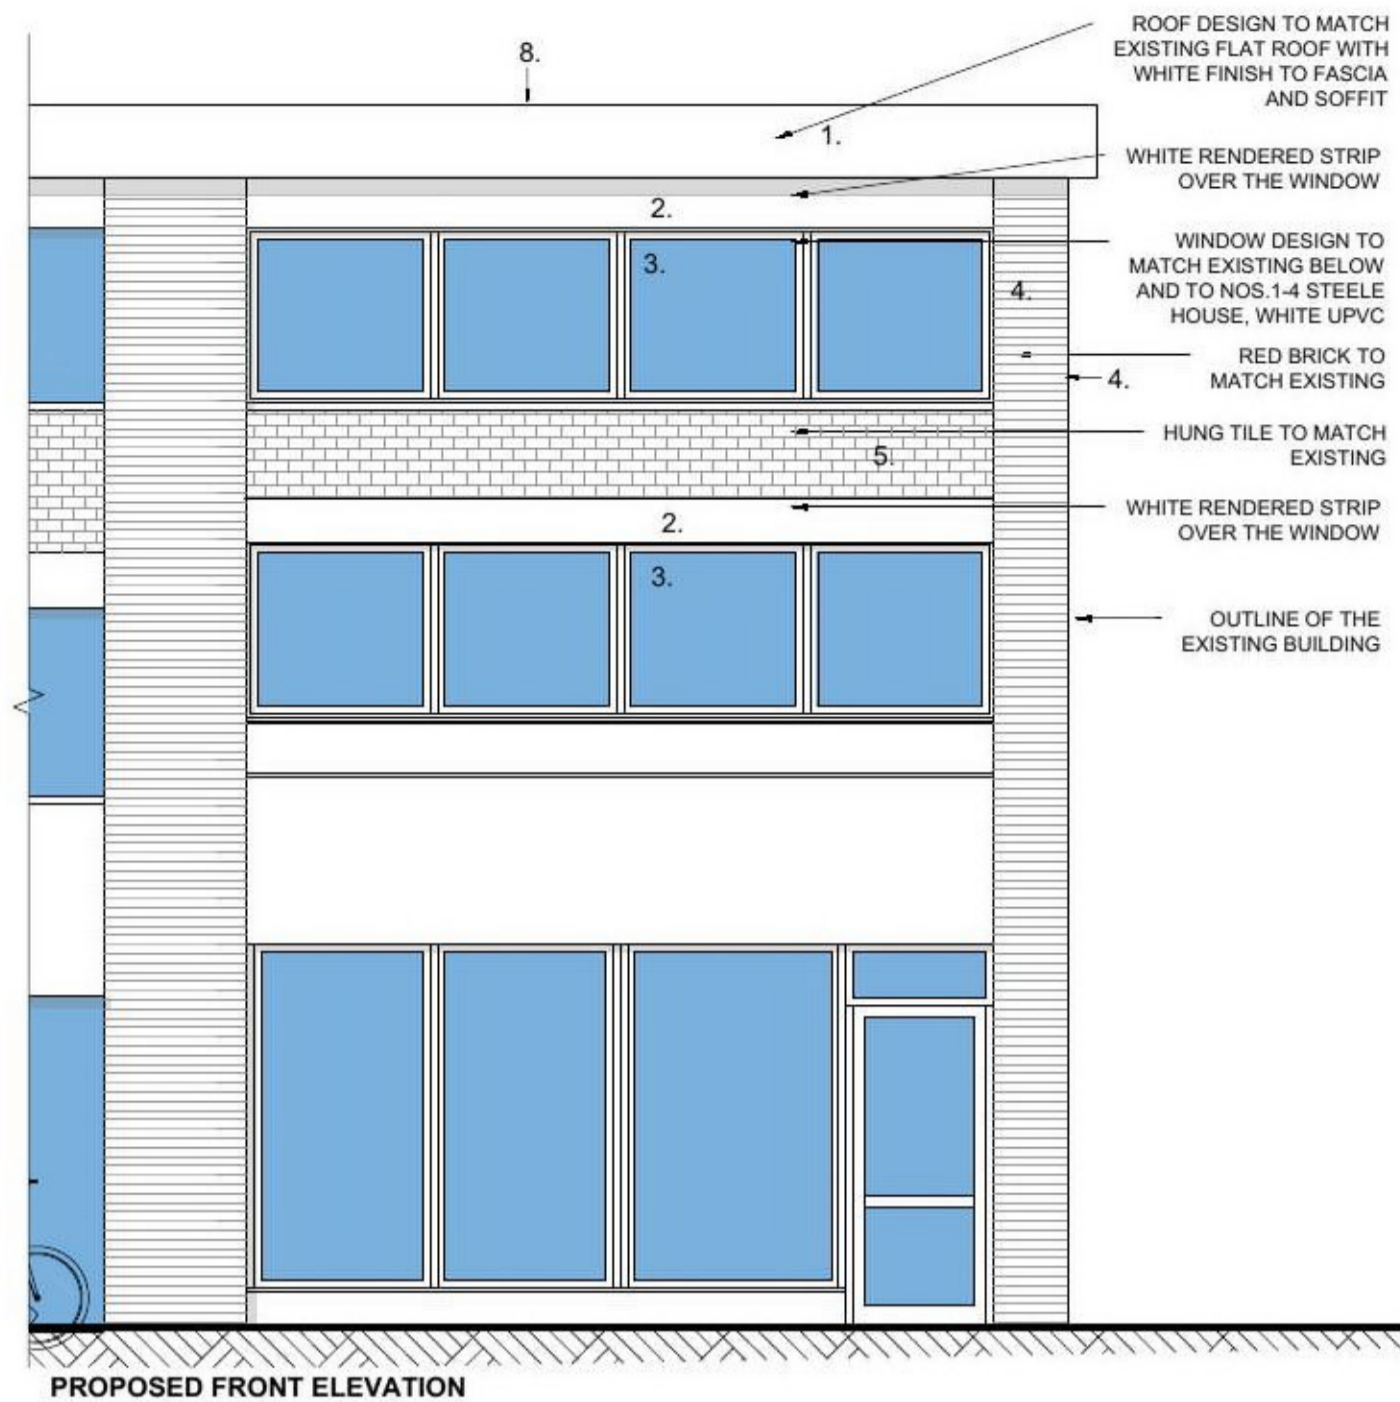 8.
ROOF DESIGN TO MATCH
EXISTING FLAT ROOF WITH
WHITE FINISH TO FASCIA
AND SOFFIT
1.
WHITE RENDERED STRIP
OVER THE WINDOW
2.
WINDOW DESIGN TO
MATCH EXISTING BELOW
AND TO NOS.1-4 STEELE
HOUSE, WHITE UPVC
3.
4.
RED BRICK TO
MATCH EXISTING
4.
HUNG TILE TO MATCH
EXISTING
5.
WHITE RENDERED STRIP
OVER THE WINDOW
2.
3.
OUTLINE OF THE
EXISTING BUILDING
PROPOSED FRONT ELEVATION